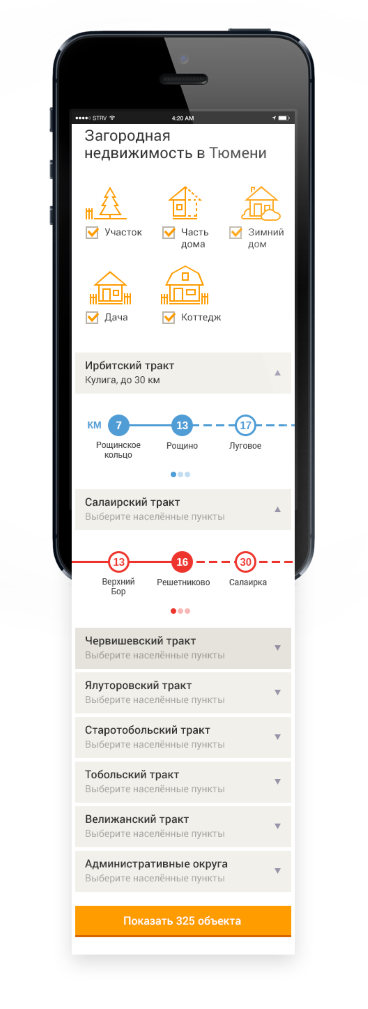 STRV
4:20 AM
Загородная
недвижимость в Тюмени
Участок
Часть
дома
Зимний
дом
Дача
Коттедж
Ирбитский тракт
Кулига, до 30 км
КМ 7 13 17
Рощинское
кольцо
Рощино
Луговое
Салаирский тракт
Выберите населённые пункты
13 16 30
Верхний
Бор
Решетниково
Салаирка
Червишевский тракт
Выберите населённые пункты
Ялуторовский тракт
Выберите населённые пункты
Старотобольский тракт
Выберите населённые пункты
Тобольский тракт
Выберите населённые пункты
Велижанский тракт
Выберите населённые пункты
Административные округа
Выберите населённые пункты
Показать 325 объекта